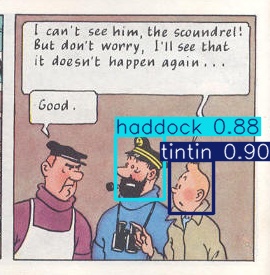 I can't see him, the scoundrel!
But don't worry, I'll see that
it doesn't happen again...
Good.
haddock 0.88
tintin 0.90